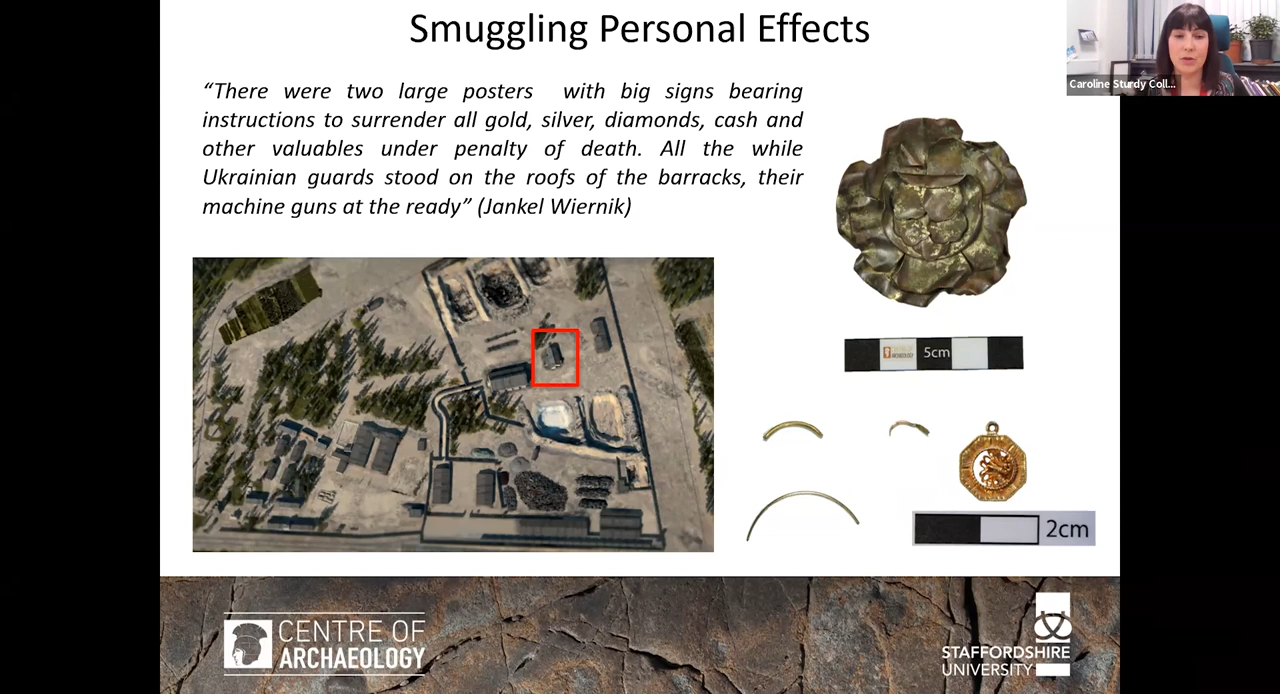 Smuggling Personal Effects
Caroline Sturdy Coll...
“There were two large posters with big signs bearing
instructions to surrender all gold, silver, diamonds, cash and
other valuables under penalty of death. All the while
Ukrainian guards stood on the roofs of the barracks, their
machine guns at the ready” (Jankel Wiernik)
ARCHAEOLOGY
5cm
2cm
CENTRE OF
ARCHAEOLOGY
STAFFORDSHIRE
UNIVERSITY